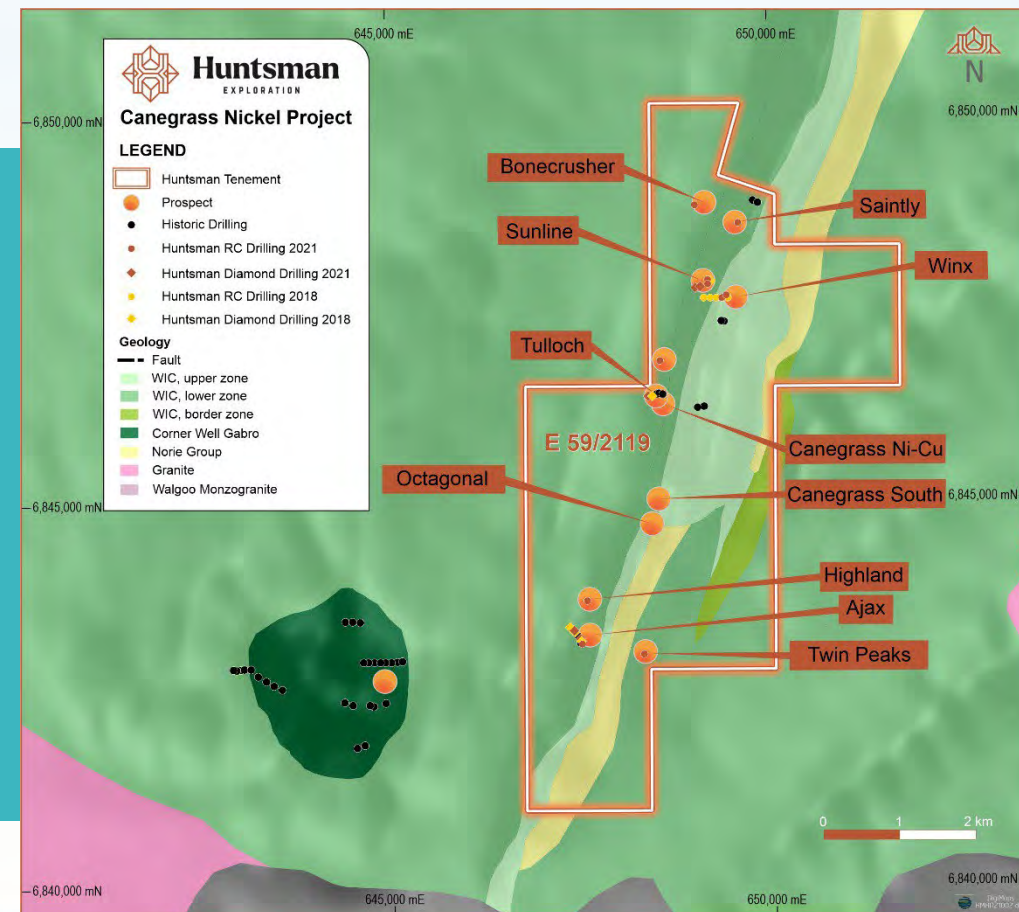 645,000 mE
650,000 mE
Huntsman
EXPLORATION
Canegrass Nickel Project
LEGEND
Huntsman Tenement
Prospect
Historic Drilling
Huntsman RC Drilling 2021
Huntsman Diamond Drilling 2021
Huntsman RC Drilling 2018
Huntsman Diamond Drilling 2018
Geology
Fault
WIC, upper zone
WIC, lower zone
WIC, border zone
Corner Well Gabro
Norie Group
Granite
Walgoo Monzogranite
N
6,850,000 mN
6,850,000 mN
Bonecrusher
Saintly
Sunline
Winx
Tulloch
E 59/2119
Canegrass Ni-Cu
Octagonal
Canegrass South
6,845,000 mN
6,845,000 mN
Highland
Ajax
Twin Peaks
0 1 2 km
6,840,000 mN
6,840,000 mN
645,000 mE
650,000 mE